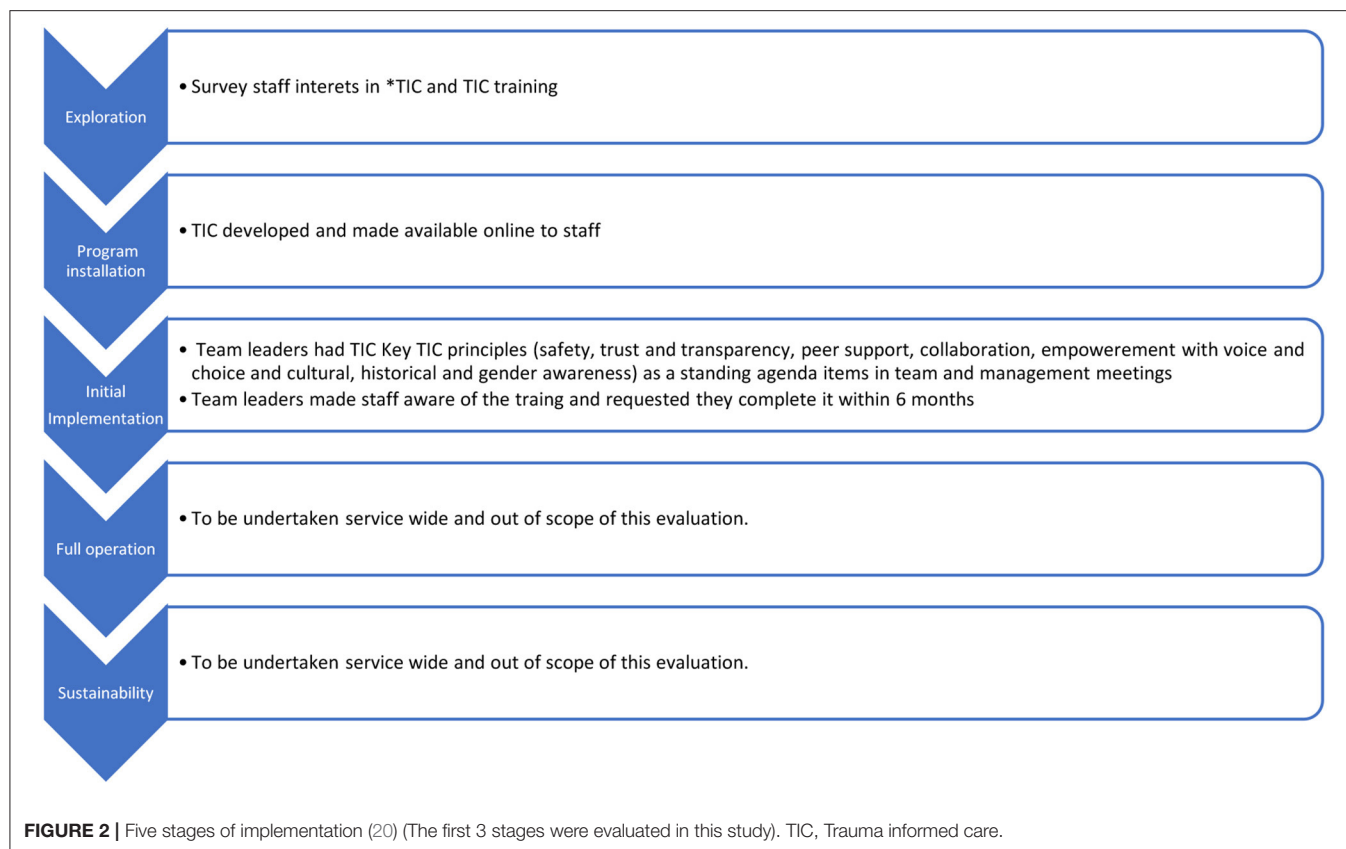 Exploration
• Survey staff interets in *TIC and TIC training
Program
installation
• TIC developed and made available online to staff
Initial
Implementation
• Team leaders had TIC Key TIC principles (safety, trust and transparency, peer support, collaboration, empowerement with voice and
choice and cultural, historical and gender awareness) as a standing agenda items in team and management meetings
• Team leaders made staff aware of the traing and requested they complete it within 6 months
Full operation
• To be undertaken service wide and out of scope of this evaluation.
Sustainability
• To be undertaken service wide and out of scope of this evaluation.
FIGURE 2 | Five stages of implementation (20) (The first 3 stages were evaluated in this study). TIC, Trauma informed care.